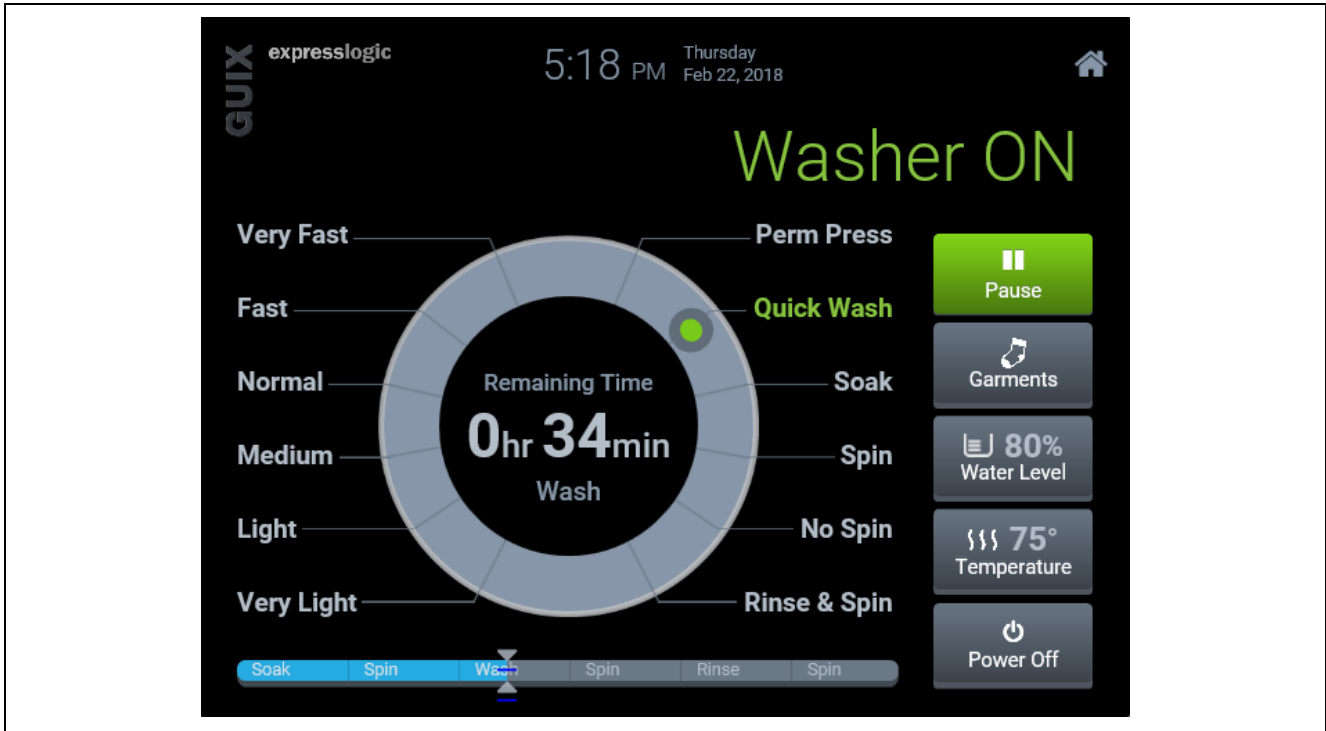 GUIX
expresslogic
5:18 PM
Thursday
Feb 22, 2018
Washer ON
Very Fast
Fast
Normal
Medium
Light
Very Light
Perm Press
Quick Wash
Soak
Spin
No Spin
Rinse & Spin
Remaining Time
0hr 34min
Wash
Pause
Garments
80%
Water Level
75°
Temperature
Power Off
Soak Spin Wash Spin Rinse Spin